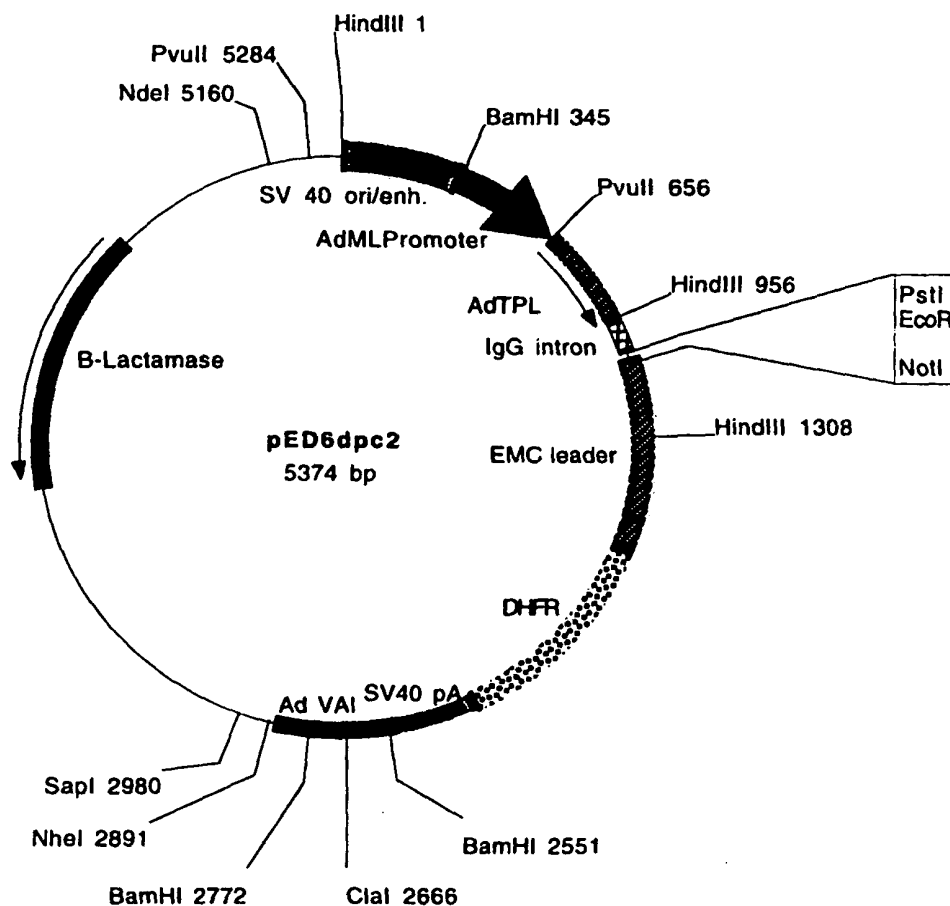 HindIII 1
PvuII 5284
NdeI 5160
BamHI 345
SV 40 ori/enh.
PvuII 656
AdMLPromoter
HindIII 956
AdTPL
PstI
EcoR
IgG intron
NotI
B-Lactamase
pED6dpc2
5374 bp
EMC leader
HindIII 1308
DHFR
Ad VAI
SV40 pA
SapI 2980
NheI 2891
BamHI 2551
BamHI 2772
ClaI 2666